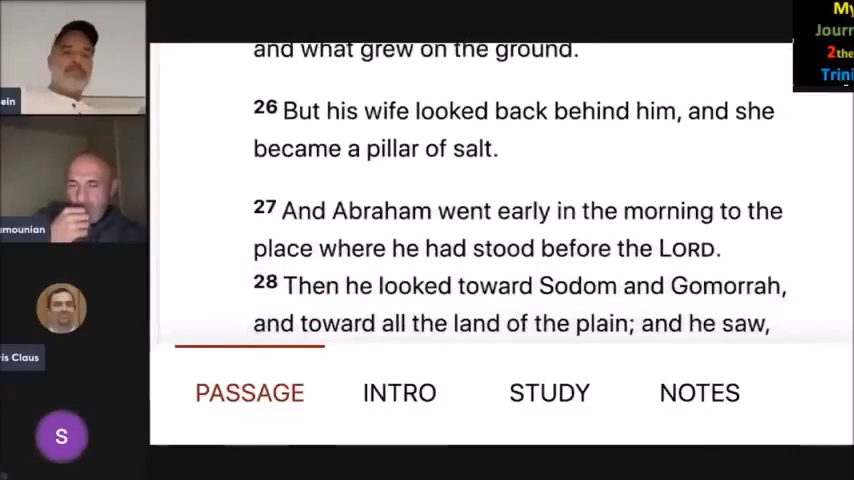 My
Journ
2the
Trini
ein
and what grew on the ground.
26 But his wife looked back behind him, and she
became a pillar of salt.
27 And Abraham went early in the morning to the
place where he had stood before the LORD.
28 Then he looked toward Sodom and Gomorrah,
and toward all the land of the plain; and he saw,
amounian
is Claus
S
PASSAGE INTRO STUDY NOTES